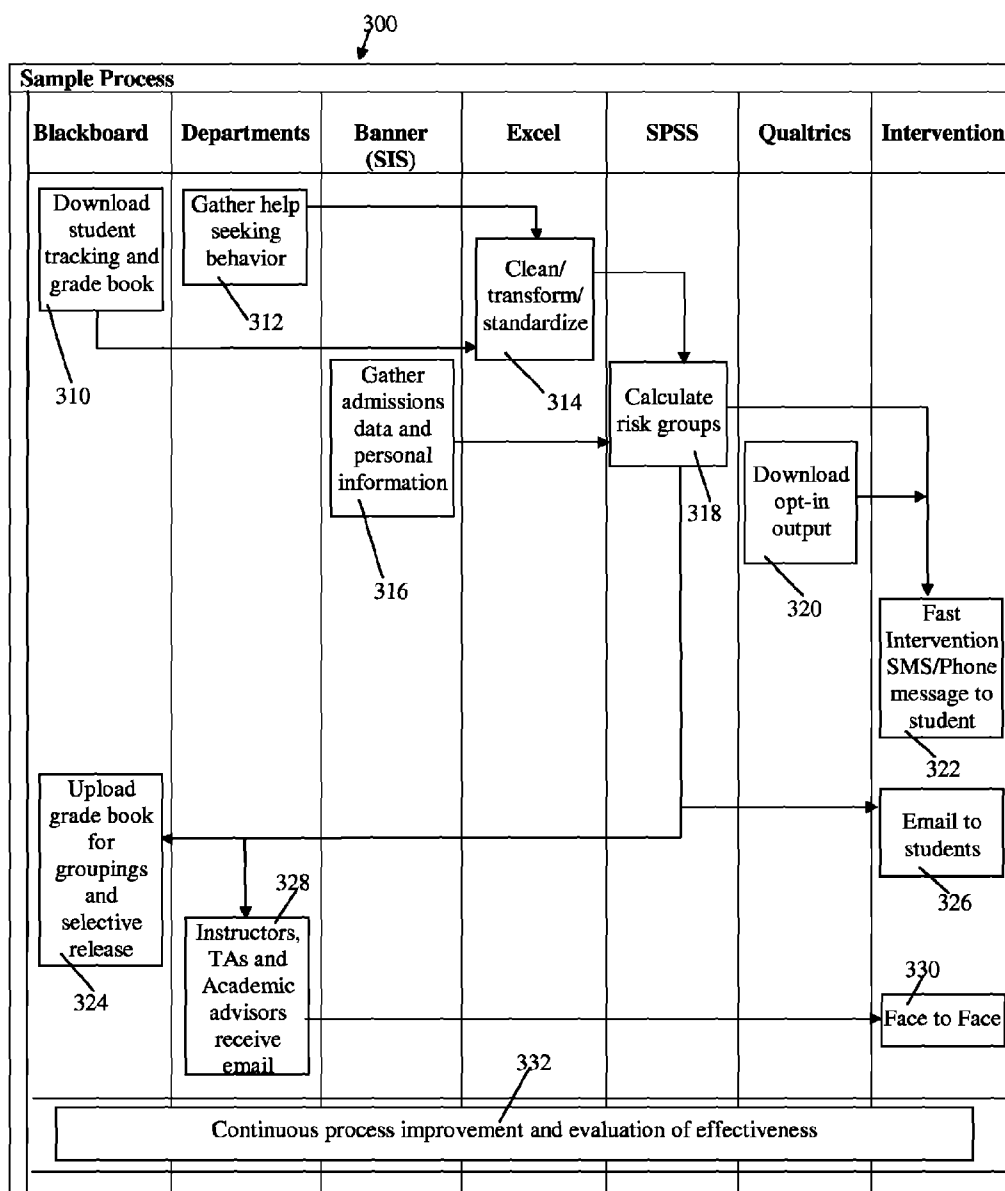 300
Sample Process
Blackboard
Departments
Banner
(SIS)
Excel
SPSS
Qualtrics
Intervention
Download
student
tracking and
grade book
310
Gather help
seeking
behavior
312
Clean/
transform/
standardize
314
Gather
admissions
data and
personal
information
316
Calculate
risk groups
318
Download
opt-in
output
320
Fast
Intervention
SMS/Phone
message to
student
322
Upload
grade book
for
groupings
and
selective
release
324
Email to
students
326
328
Instructors,
TAs and
Academic
advisors
receive
email
330
Face to Face
332
Continuous process improvement and evaluation of effectiveness